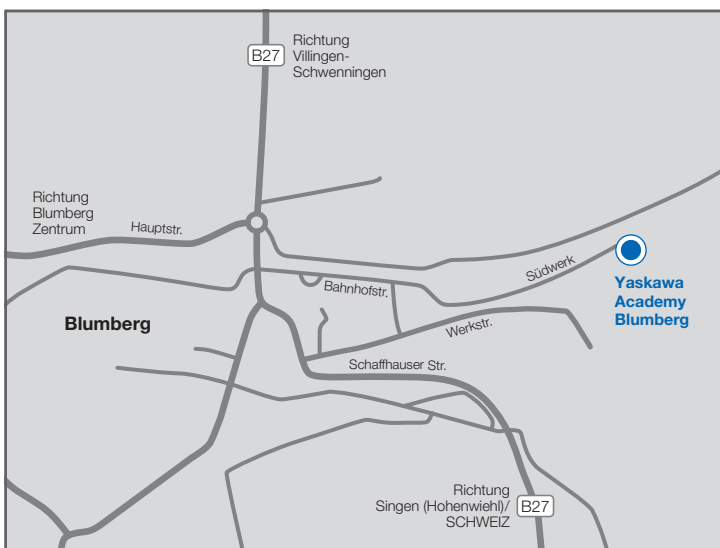 B27
Richtung
Villingen-
Schwenningen
Richtung
Blumberg
Zentrum
Hauptstr.
Südwerk
Yaskawa
Academy
Blumberg
Bahnhofstr.
Blumberg
Werkstr.
Schaffhauser Str.
Richtung
Singen (Hohenwiehl)/
SCHWEIZ
B27